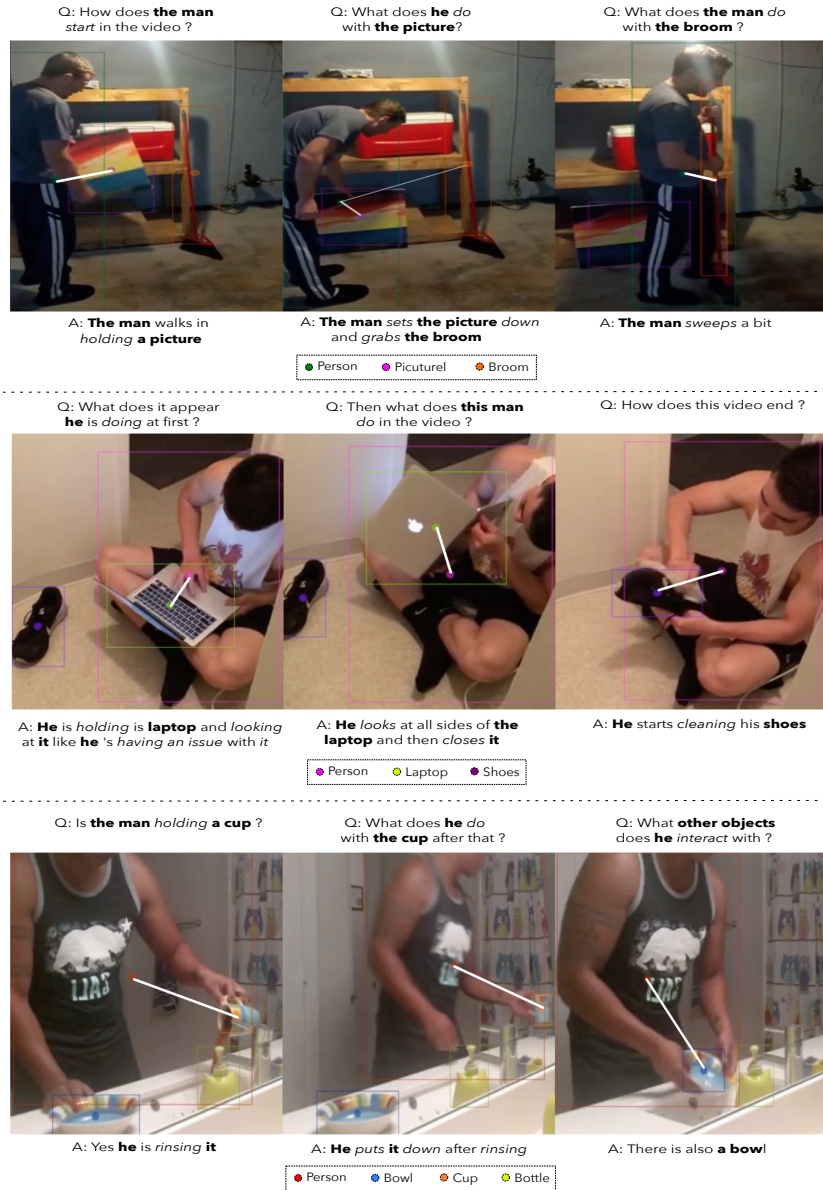 Q: How does the man
start in the video ?
Q: What does he do
with the picture?
Q: What does the man do
with the broom ?
A: The man walks in
holding a picture
A: The man sets the picture down
and grabs the broom
A: The man sweeps a bit
Person Picuturel Broom
Q: What does it appear
he is doing at first ?
Q: Then what does this man
do in the video ?
Q: How does this video end ?
A: He is holding is laptop and looking
at it like he 's having an issue with it
A: He looks at all sides of the
laptop and then closes it
A: He starts cleaning his shoes
Person Laptop Shoes
Q: Is the man holding a cup ?
Q: What does he do
with the cup after that ?
Q: What other objects
does he interact with ?
A: Yes he is rinsing it
A: He puts it down after rinsing
A: There is also a bowl
Person Bowl Cup Bottle